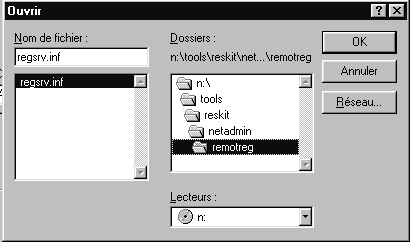 Ouvrir
Nom de fichier :
regsrv.inf
regsrv.inf
Dossiers :
n:\tools\reskit\net...\remotreg
n:\
tools
reskit
netadmin
remotreg
Lecteurs :
n:
OK
Annuler
Réseau...